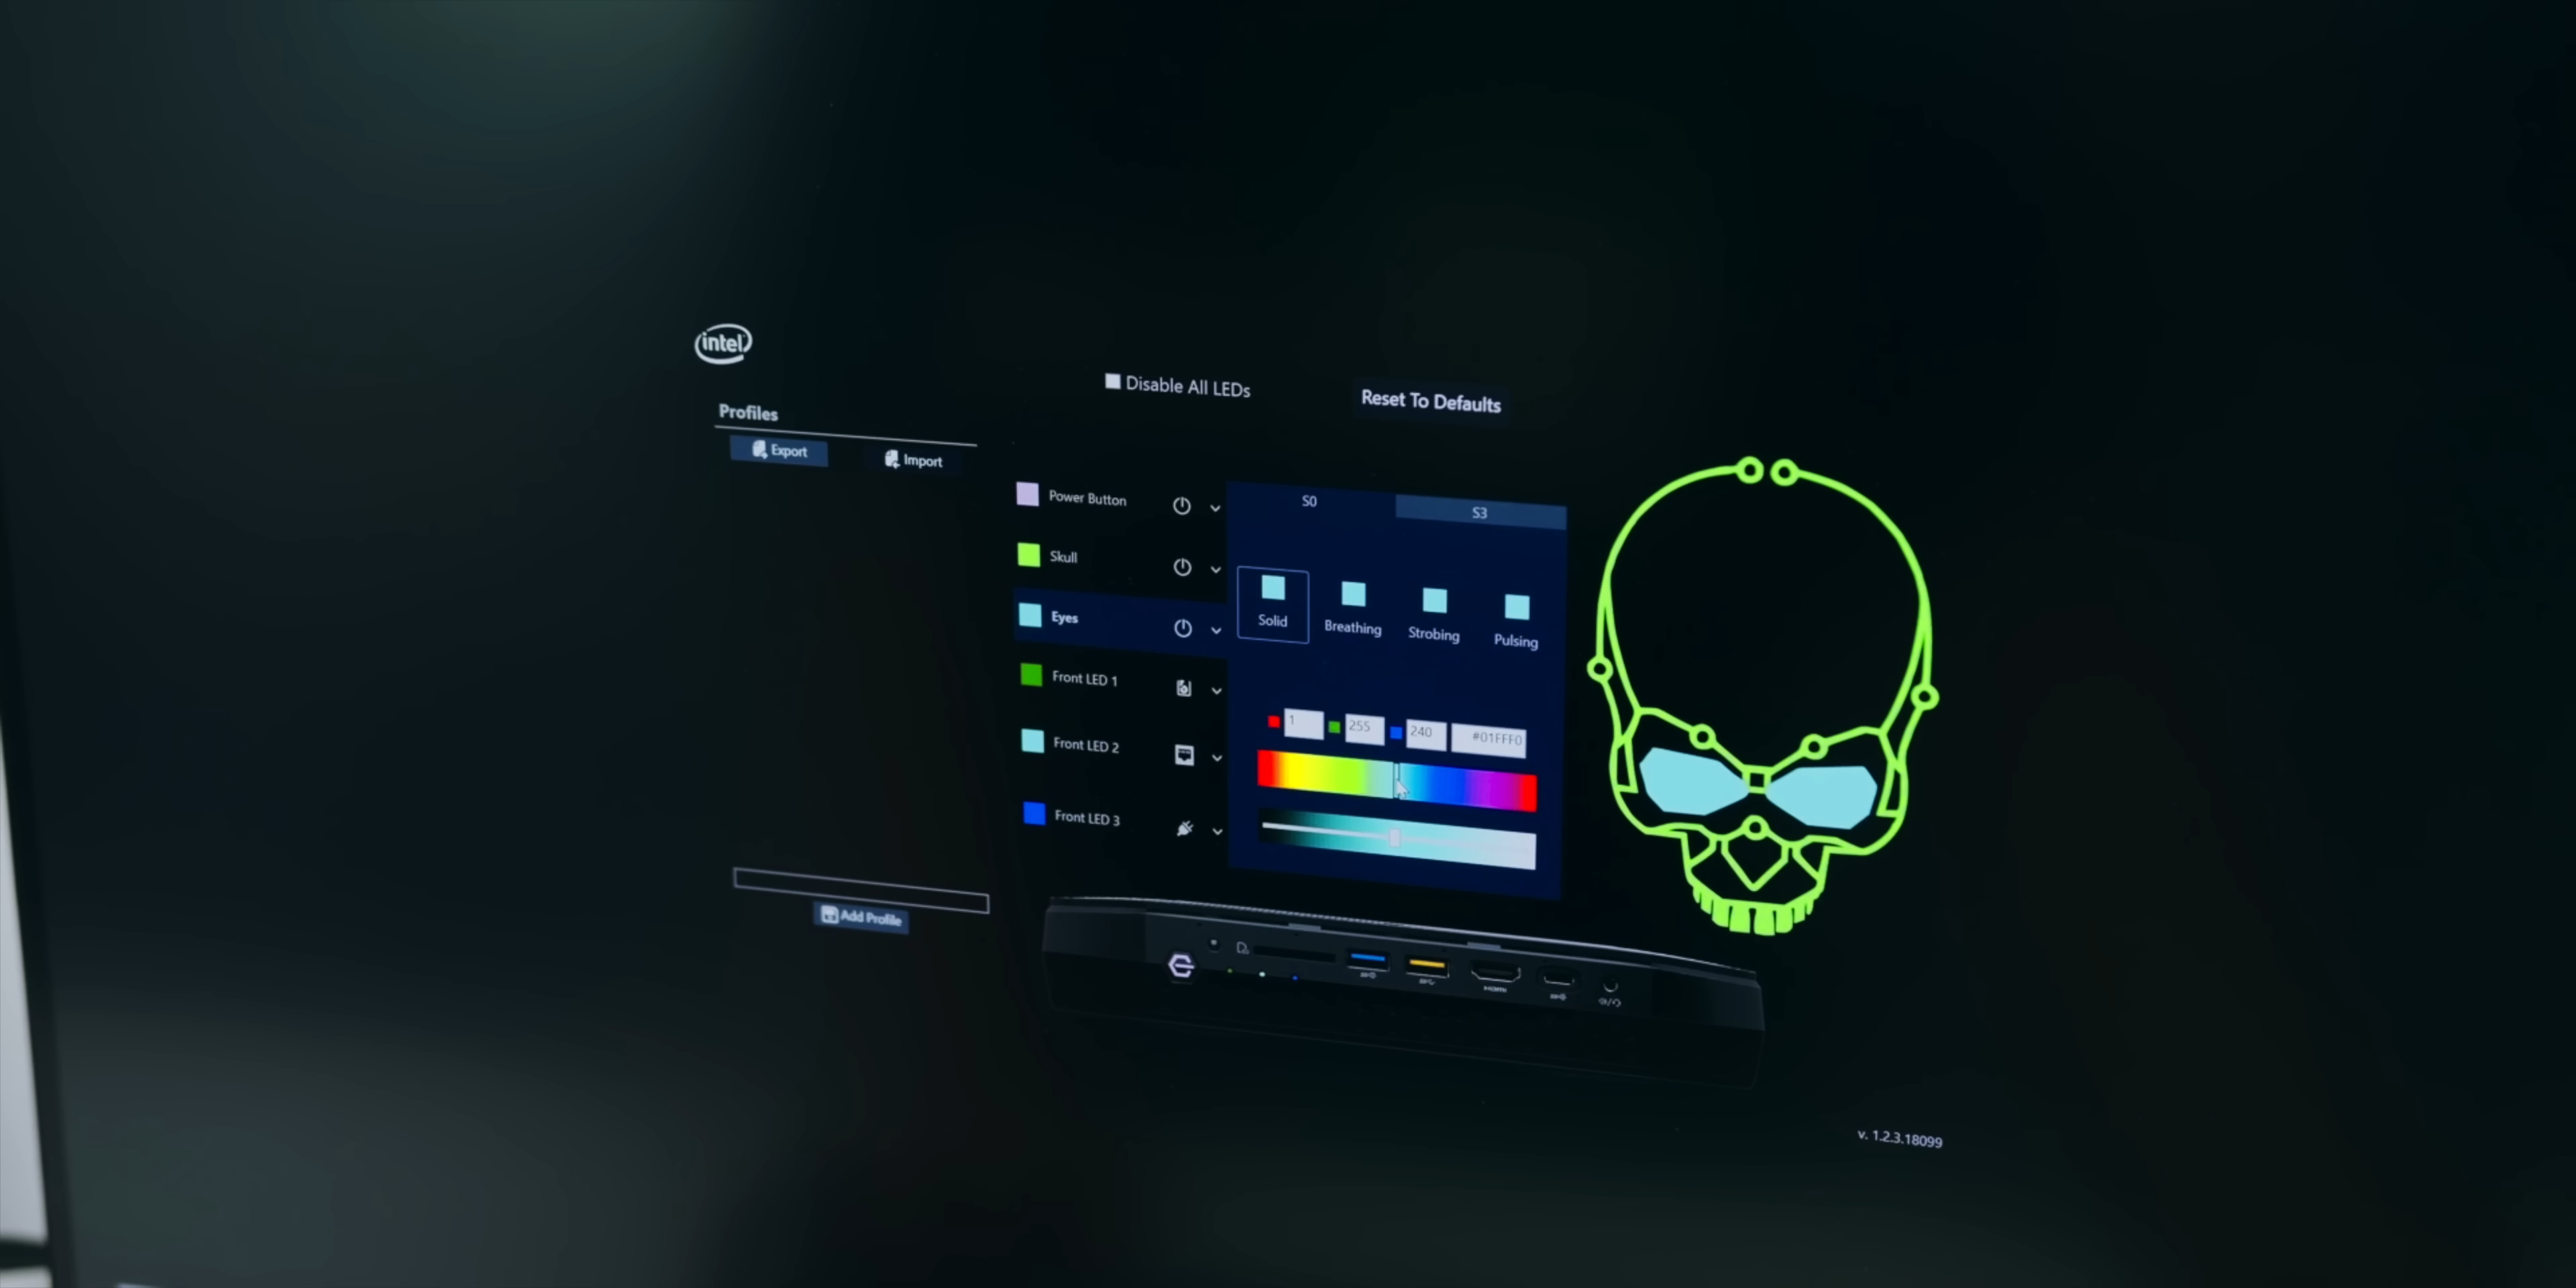 intel
Disable All LEDs
Reset To Defaults
Profiles
Export
Import
Power Button
Skull
Eyes
Front LED 1
Front LED 2
Front LED 3
S0
S3
Solid
Breathing
Strobing
Pulsing
1
255
240
#01FFF0
Add Profile
HDMI
v. 1.2.3.18099